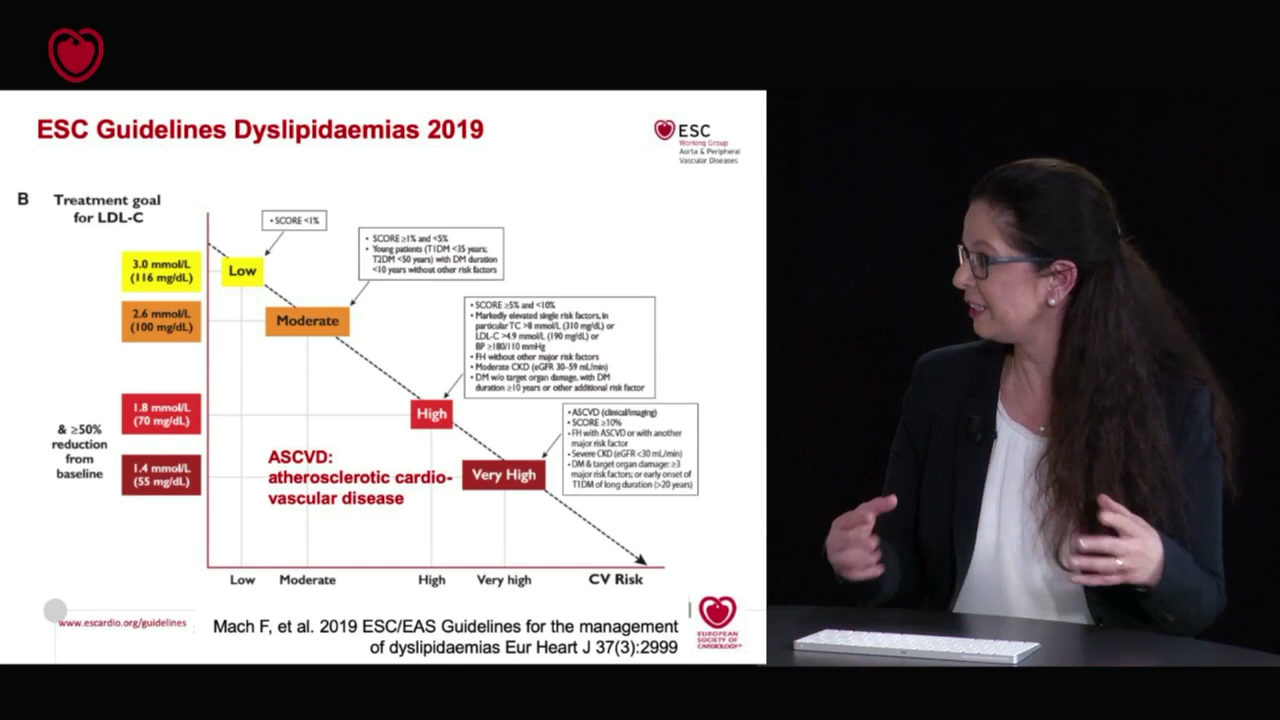 ESC Guidelines Dyslipidaemias 2019
ESC
Working Group
Aorta & Peripheral
Vascular Diseases
B
Treatment goal
for LDL-C
3.0 mmol/L
(116 mg/dL)
2.6 mmol/L
(100 mg/dL)
1.8 mmol/L
(70 mg/dL)
1.4 mmol/L
(55 mg/dL)
& ≥50%
reduction
from
baseline
Low
• SCORE <1%
Moderate
• SCORE ≥1% and <5%
• Young patients (T1DM <35 years;
T2DM <50 years) with DM duration
<10 years without other risk factors
High
• SCORE ≥5% and <10%
• Markedly elevated single risk factors, in
particular TC >8 mmol/L (310 mg/dL) or
LDL-C >4.9 mmol/L (190 mg/dL) or
BP ≥180/110 mmHg
• FH without other major risk factors
• Moderate CKD (eGFR 30–59 mL/min)
• DM w/o target organ damage, with DM
duration ≥10 years or other additional risk factor
Very High
• ASCVD (clinical/imaging)
• SCORE ≥10%
• FH with ASCVD or with another
major risk factor
• Severe CKD (eGFR <30 mL/min)
• DM & target organ damage: ≥3
major risk factors; or early onset of
T1DM of long duration (>20 years)
ASCVD:
atherosclerotic cardio-
vascular disease
Low Moderate High Very high CV Risk
www.escardio.org/guidelines
Mach F, et al. 2019 ESC/EAS Guidelines for the management
of dyslipidaemias Eur Heart J 37(3):2999
EUROPEAN
SOCIETY OF
CARDIOLOGY®